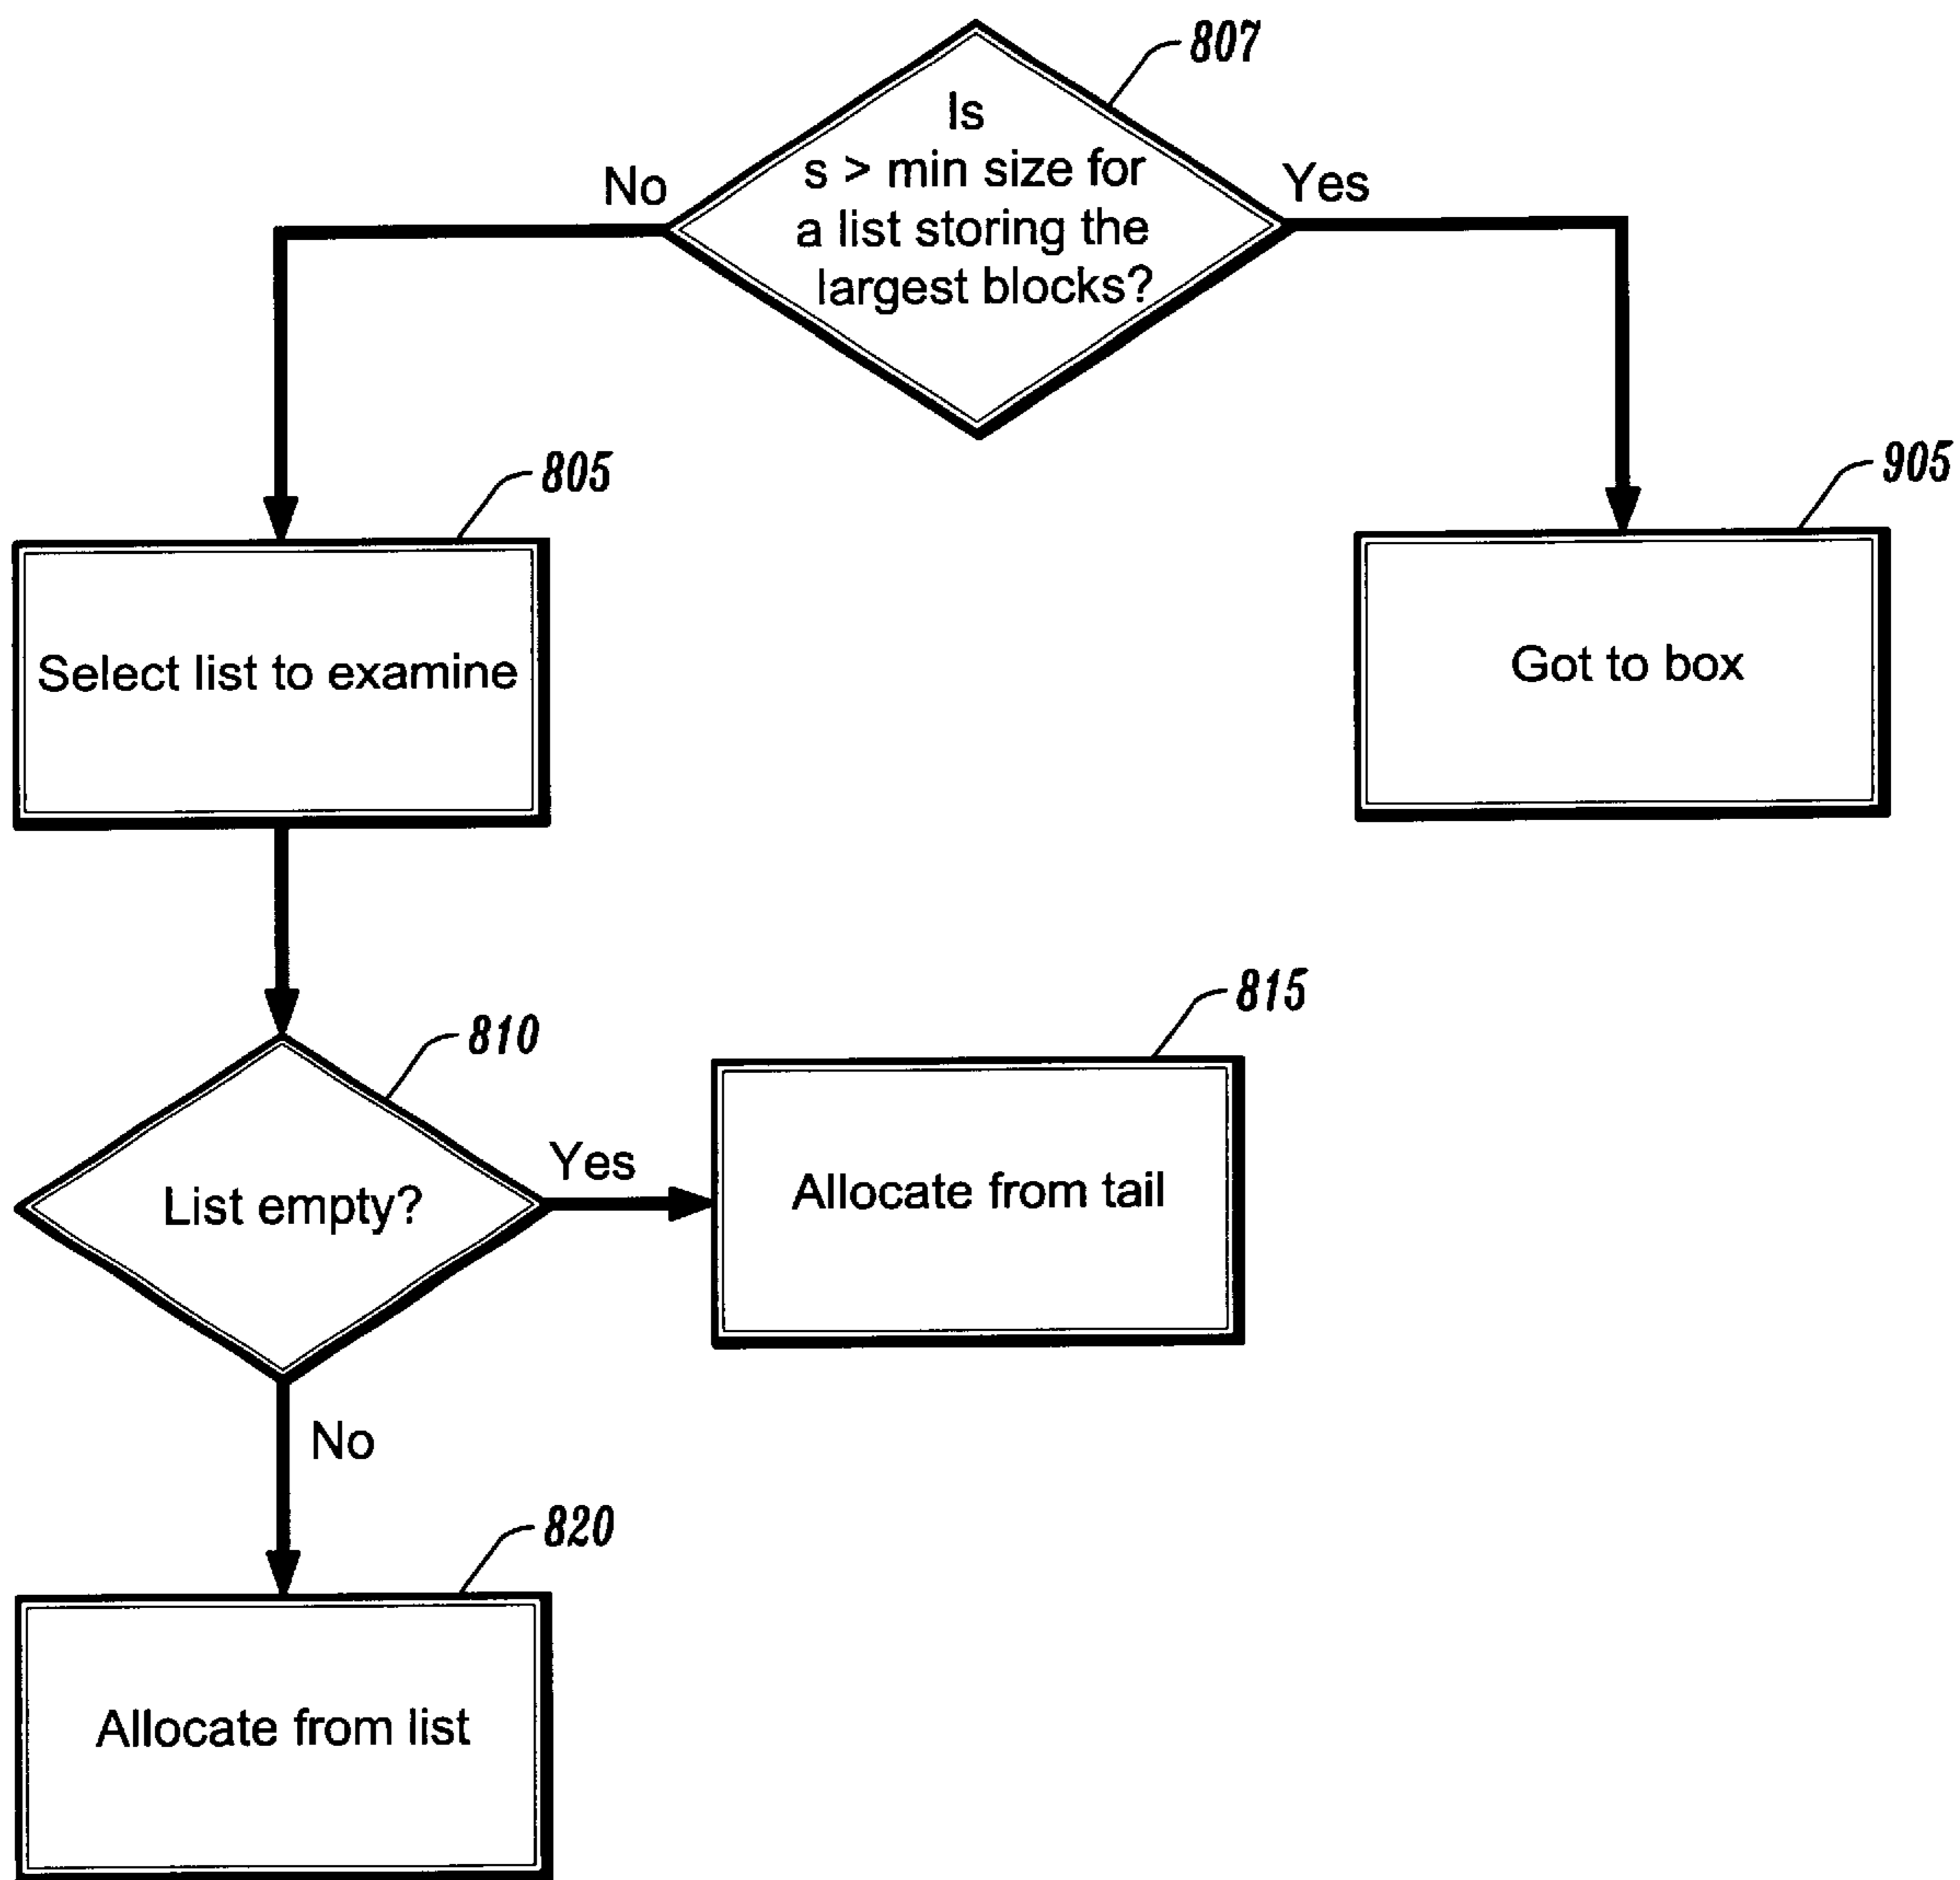 807
Is
s > min size for
a list storing the
largest blocks?
No
Yes
805
905
Select list to examine
Got to box
810
815
List empty?
Yes
Allocate from tail
No
820
Allocate from list